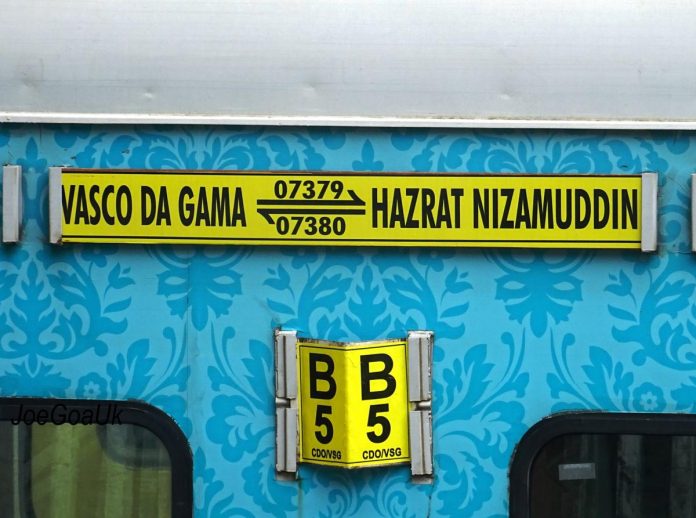 VASCO DA GAMA 07379 HAZRAT NIZAMUDDIN
07380
B B
5 5
CDO/VSG CDO/VSG
JoeGoaUk